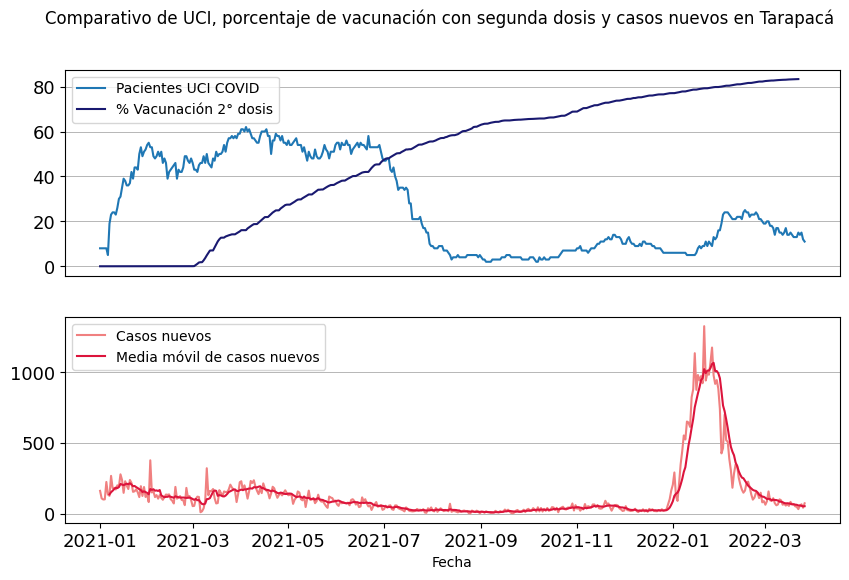 Comparativo de UCI, porcentaje de vacunación con segunda dosis y casos nuevos en Tarapacá
80
60
40
20
0
Pacientes UCI COVID
% Vacunación 2° dosis
1000
500
0
Casos nuevos
Media móvil de casos nuevos
2021-01 2021-03 2021-05 2021-07 2021-09 2021-11 2022-01 2022-03
Fecha